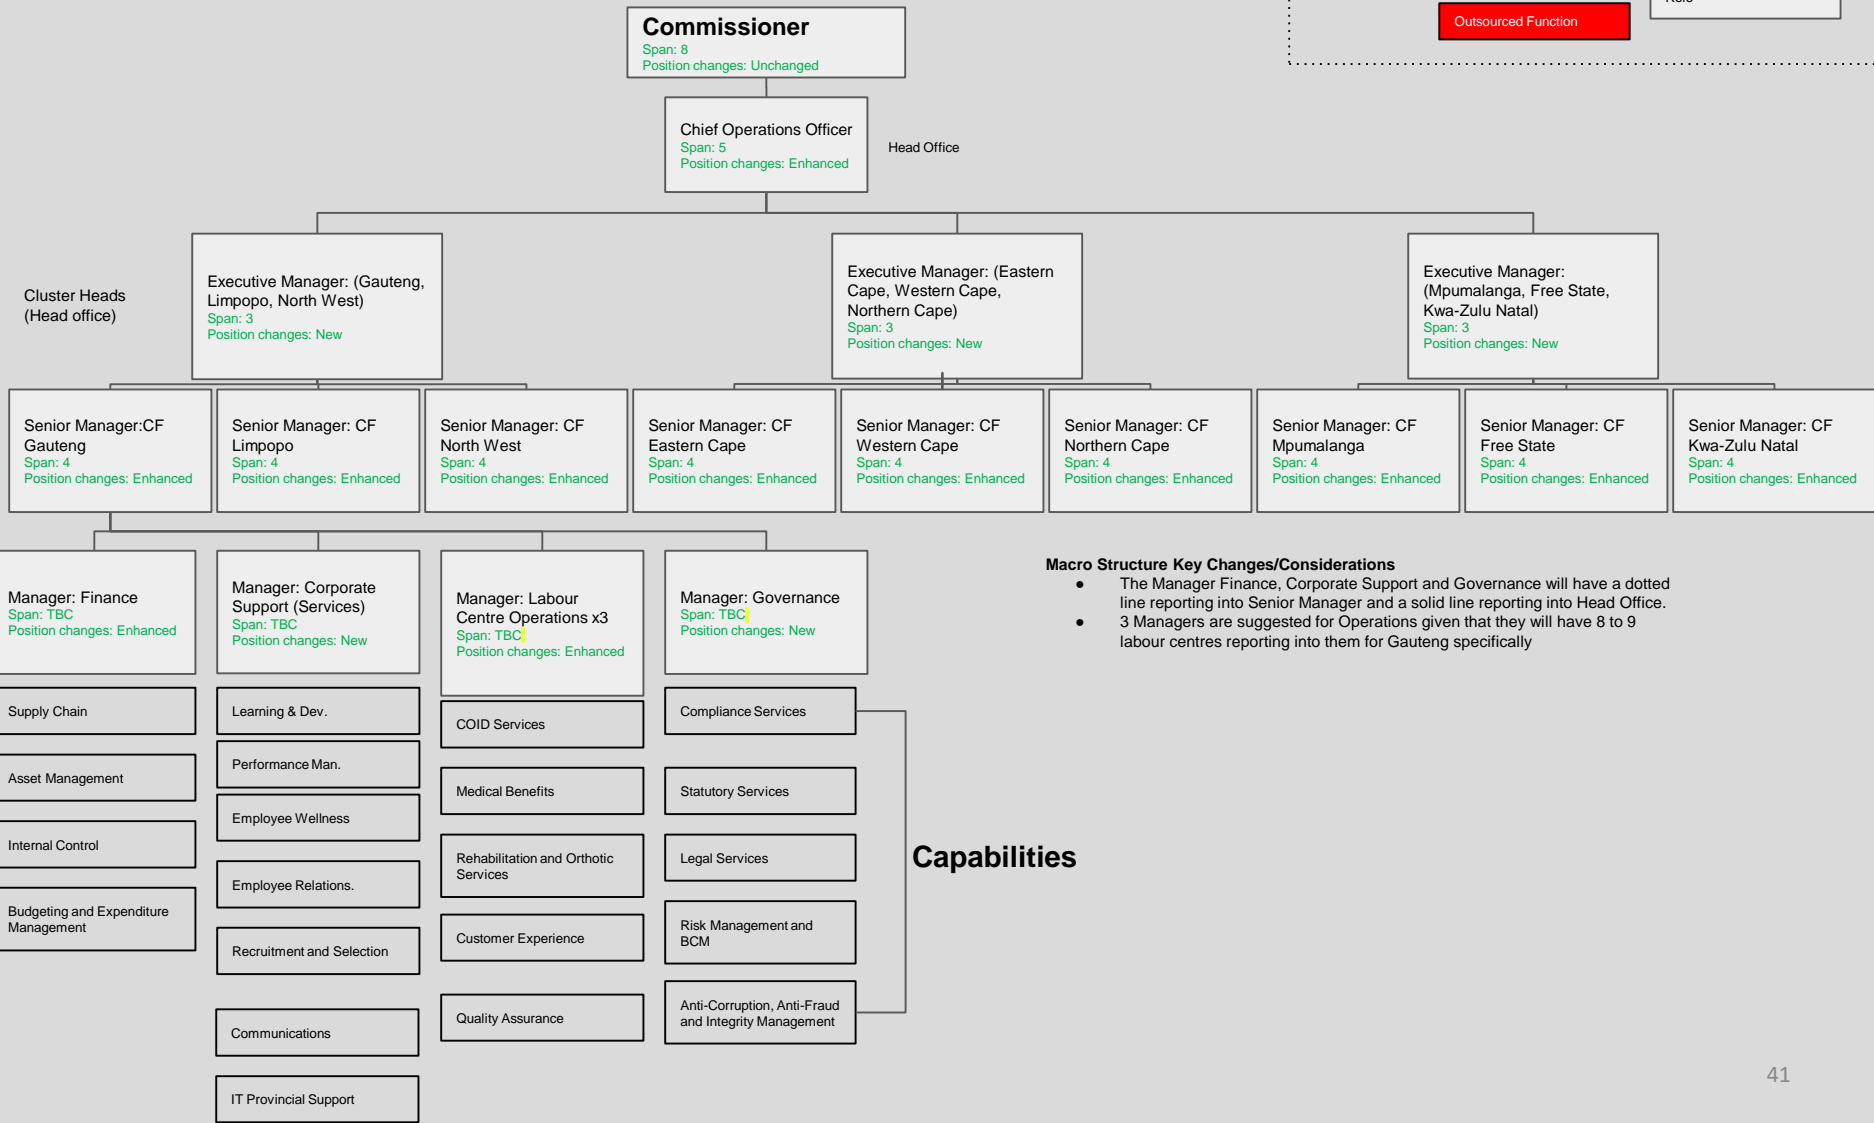 Commissioner
Span: 8
Position changes: Unchanged
Outsourced Function
Chief Operations Officer
Span: 5
Position changes: Enhanced
Head Office
Cluster Heads
(Head office)
Executive Manager: (Gauteng,
Limpopo, North West)
Span: 3
Position changes: New
Executive Manager: (Eastern
Cape, Western Cape,
Northern Cape)
Span: 3
Position changes: New
Executive Manager:
(Mpumalanga, Free State,
Kwa-Zulu Natal)
Span: 3
Position changes: New
Senior Manager:CF
Gauteng
Span: 4
Position changes: Enhanced
Senior Manager: CF
Limpopo
Span: 4
Position changes: Enhanced
Senior Manager: CF
North West
Span: 4
Position changes: Enhanced
Senior Manager: CF
Eastern Cape
Span: 4
Position changes: Enhanced
Senior Manager: CF
Western Cape
Span: 4
Position changes: Enhanced
Senior Manager: CF
Northern Cape
Span: 4
Position changes: Enhanced
Senior Manager: CF
Mpumalanga
Span: 4
Position changes: Enhanced
Senior Manager: CF
Free State
Span: 4
Position changes: Enhanced
Senior Manager: CF
Kwa-Zulu Natal
Span: 4
Position changes: Enhanced
Manager: Finance
Span: TBC
Position changes: Enhanced
Manager: Corporate
Support (Services)
Span: TBC
Position changes: New
Manager: Labour
Centre Operations x3
Span: TBC
Position changes: Enhanced
Manager: Governance
Span: TBC
Position changes: New
Macro Structure Key Changes/Considerations
● The Manager Finance, Corporate Support and Governance will have a dotted
line reporting into Senior Manager and a solid line reporting into Head Office.
● 3 Managers are suggested for Operations given that they will have 8 to 9
labour centres reporting into them for Gauteng specifically
Supply Chain
Asset Management
Internal Control
Budgeting and Expenditure
Management
Learning & Dev.
Performance Man.
Employee Wellness
Employee Relations.
Recruitment and Selection
Communications
IT Provincial Support
COID Services
Medical Benefits
Rehabilitation and Orthotic
Services
Customer Experience
Quality Assurance
Compliance Services
Statutory Services
Legal Services
Risk Management and
BCM
Anti-Corruption, Anti-Fraud
and Integrity Management
Capabilities
41